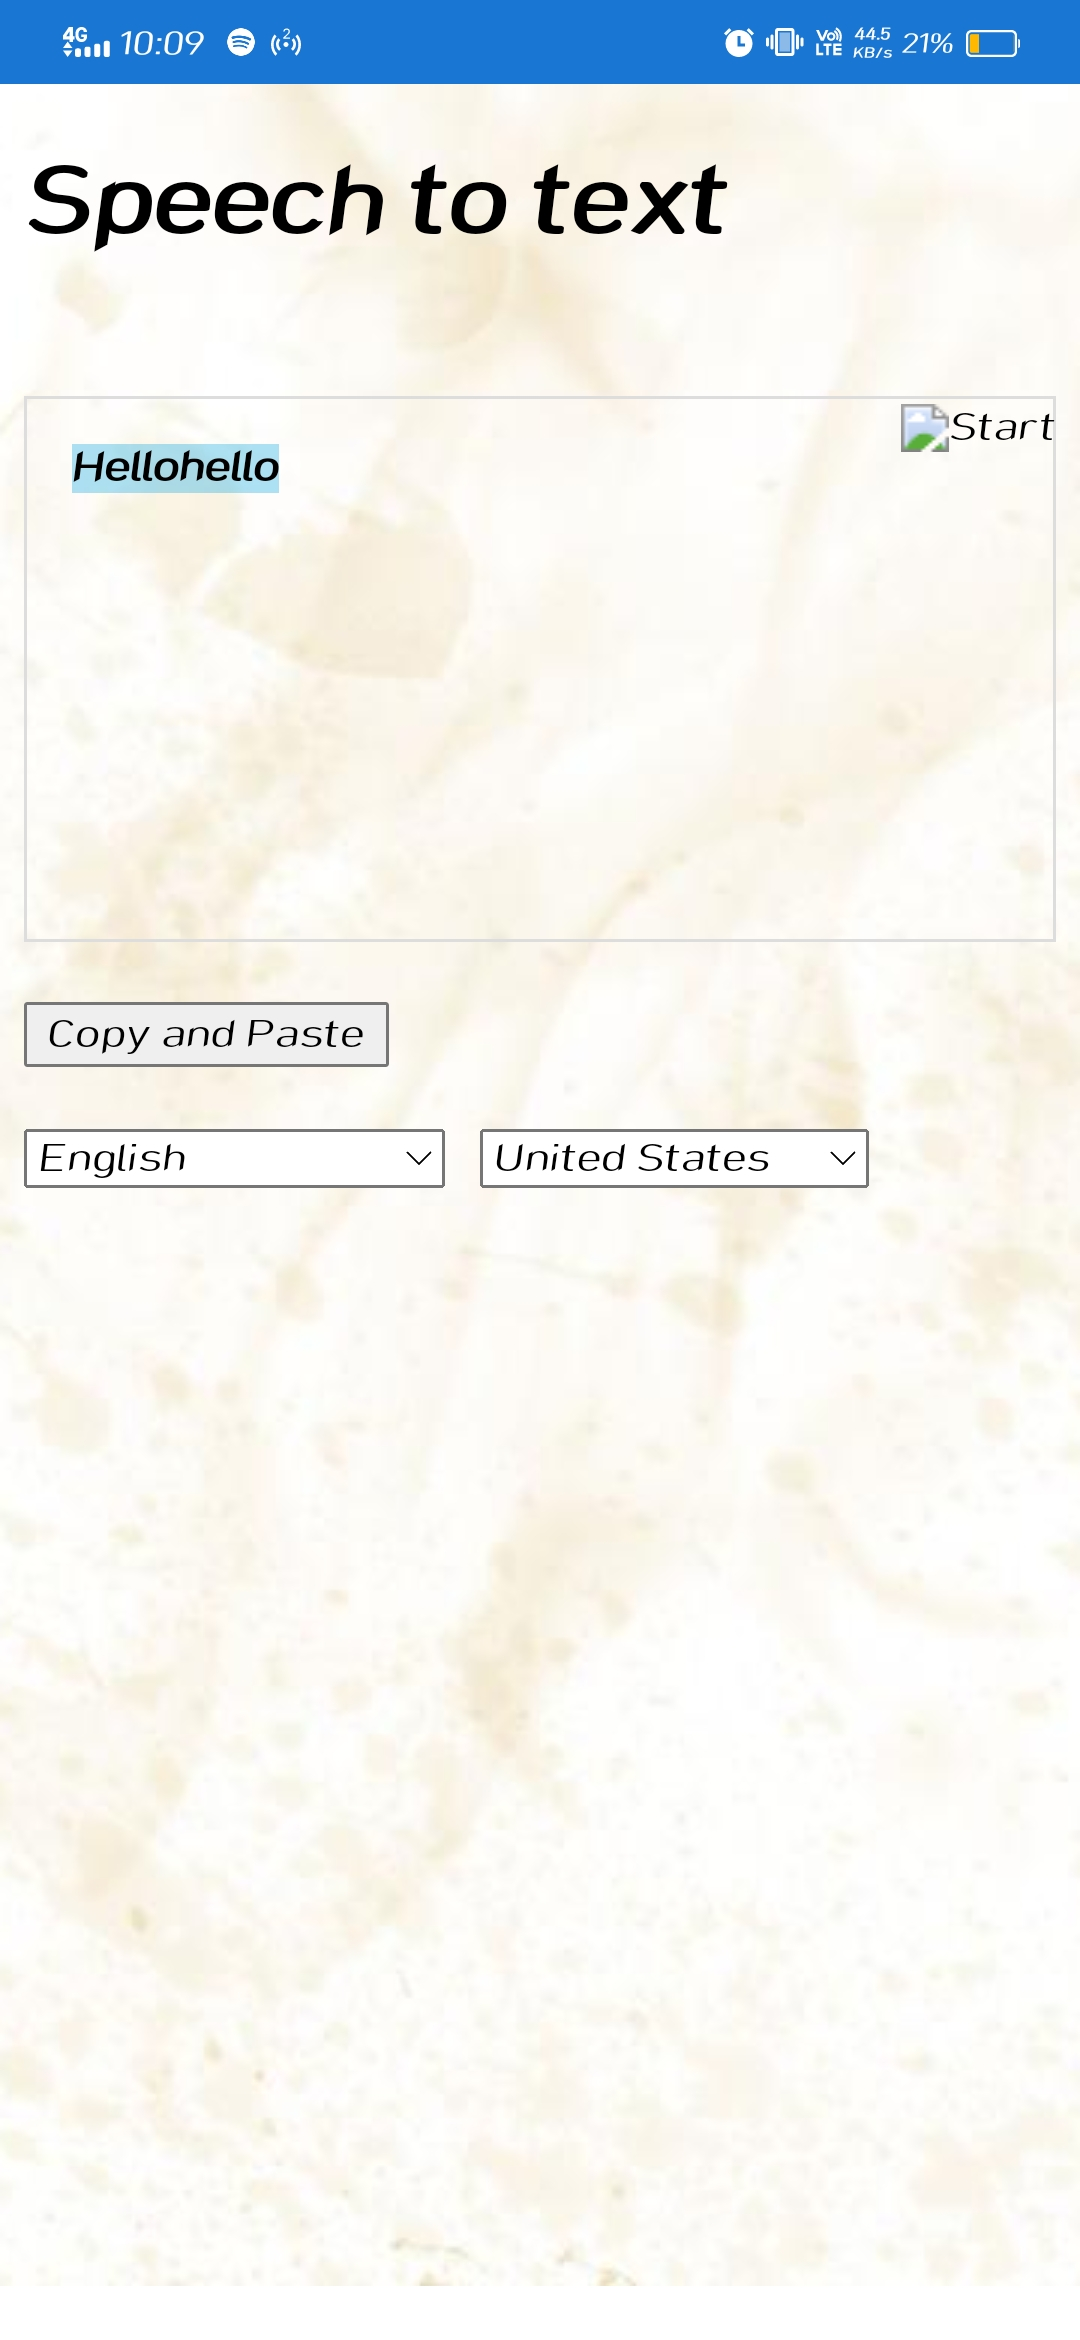 4G 10:09 2 Vo)) LTE 44.5 KB/s 21%
Speech to text
Start
Hellohello
Copy and Paste
English United States